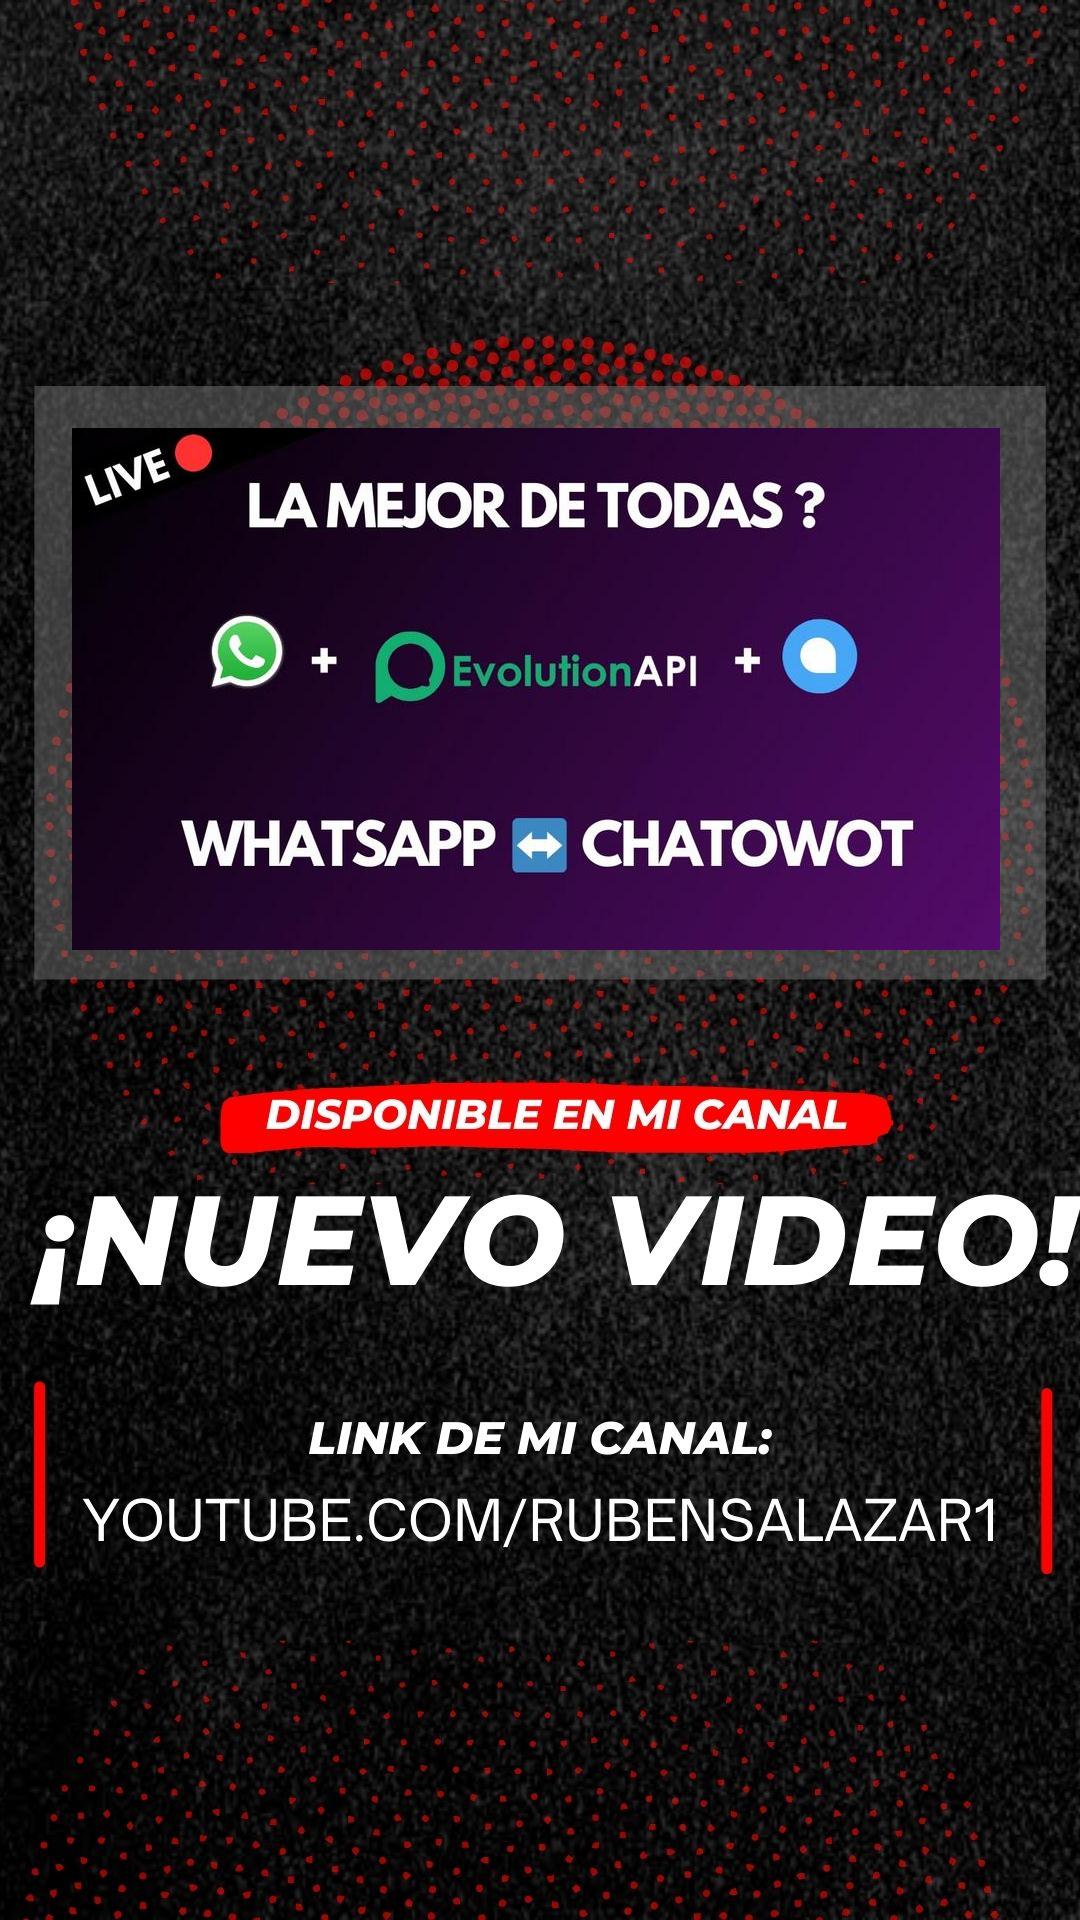 LIVE
LA MEJOR DE TODAS ?
+ EvolutionAPI +
WHATSAPP ↔️ CHATOWOT
DISPONIBLE EN MI CANAL
¡NUEVO VIDEO!
LINK DE MI CANAL:
YOUTUBE.COM/RUBENSALAZAR1